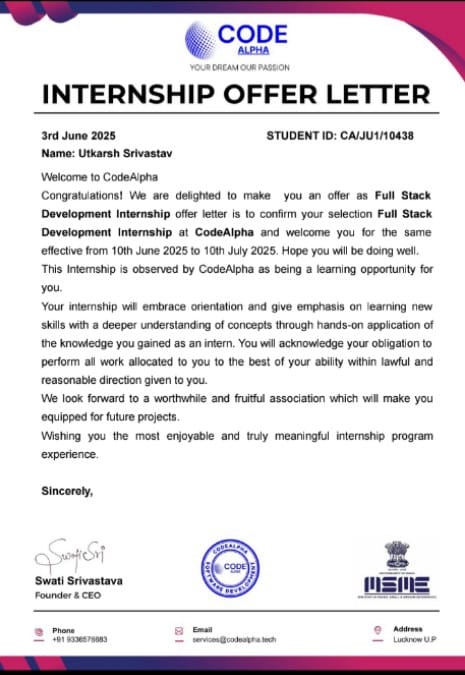 CODE
ALPHA
YOUR DREAM OUR PASSION
INTERNSHIP OFFER LETTER
3rd June 2025 STUDENT ID: CA/JU1/10438
Name: Utkarsh Srivastav
Welcome to CodeAlpha
Congratulations! We are delighted to make you an offer as Full Stack
Development Internship offer letter is to confirm your selection Full Stack
Development Internship at CodeAlpha and welcome you for the same
effective from 10th June 2025 to 10th July 2025. Hope you will be doing well.
This Internship is observed by CodeAlpha as being a learning opportunity for
you.
Your internship will embrace orientation and give emphasis on learning new
skills with a deeper understanding of concepts through hands-on application of
the knowledge you gained as an intern. You will acknowledge your obligation to
perform all work allocated to you to the best of your ability within lawful and
reasonable direction given to you.
We look forward to a worthwhile and fruitful association which will make you
equipped for future projects.
Wishing you the most enjoyable and truly meaningful internship program
experience.
Sincerely,
Swati Sri
Swati Srivastava
Founder & CEO
CODEALPHA
CODE
SOFTWARE DEVELOPMENT
Phone
+91 9336576683
Email
services@codealpha.tech
Address
Lucknow U.P